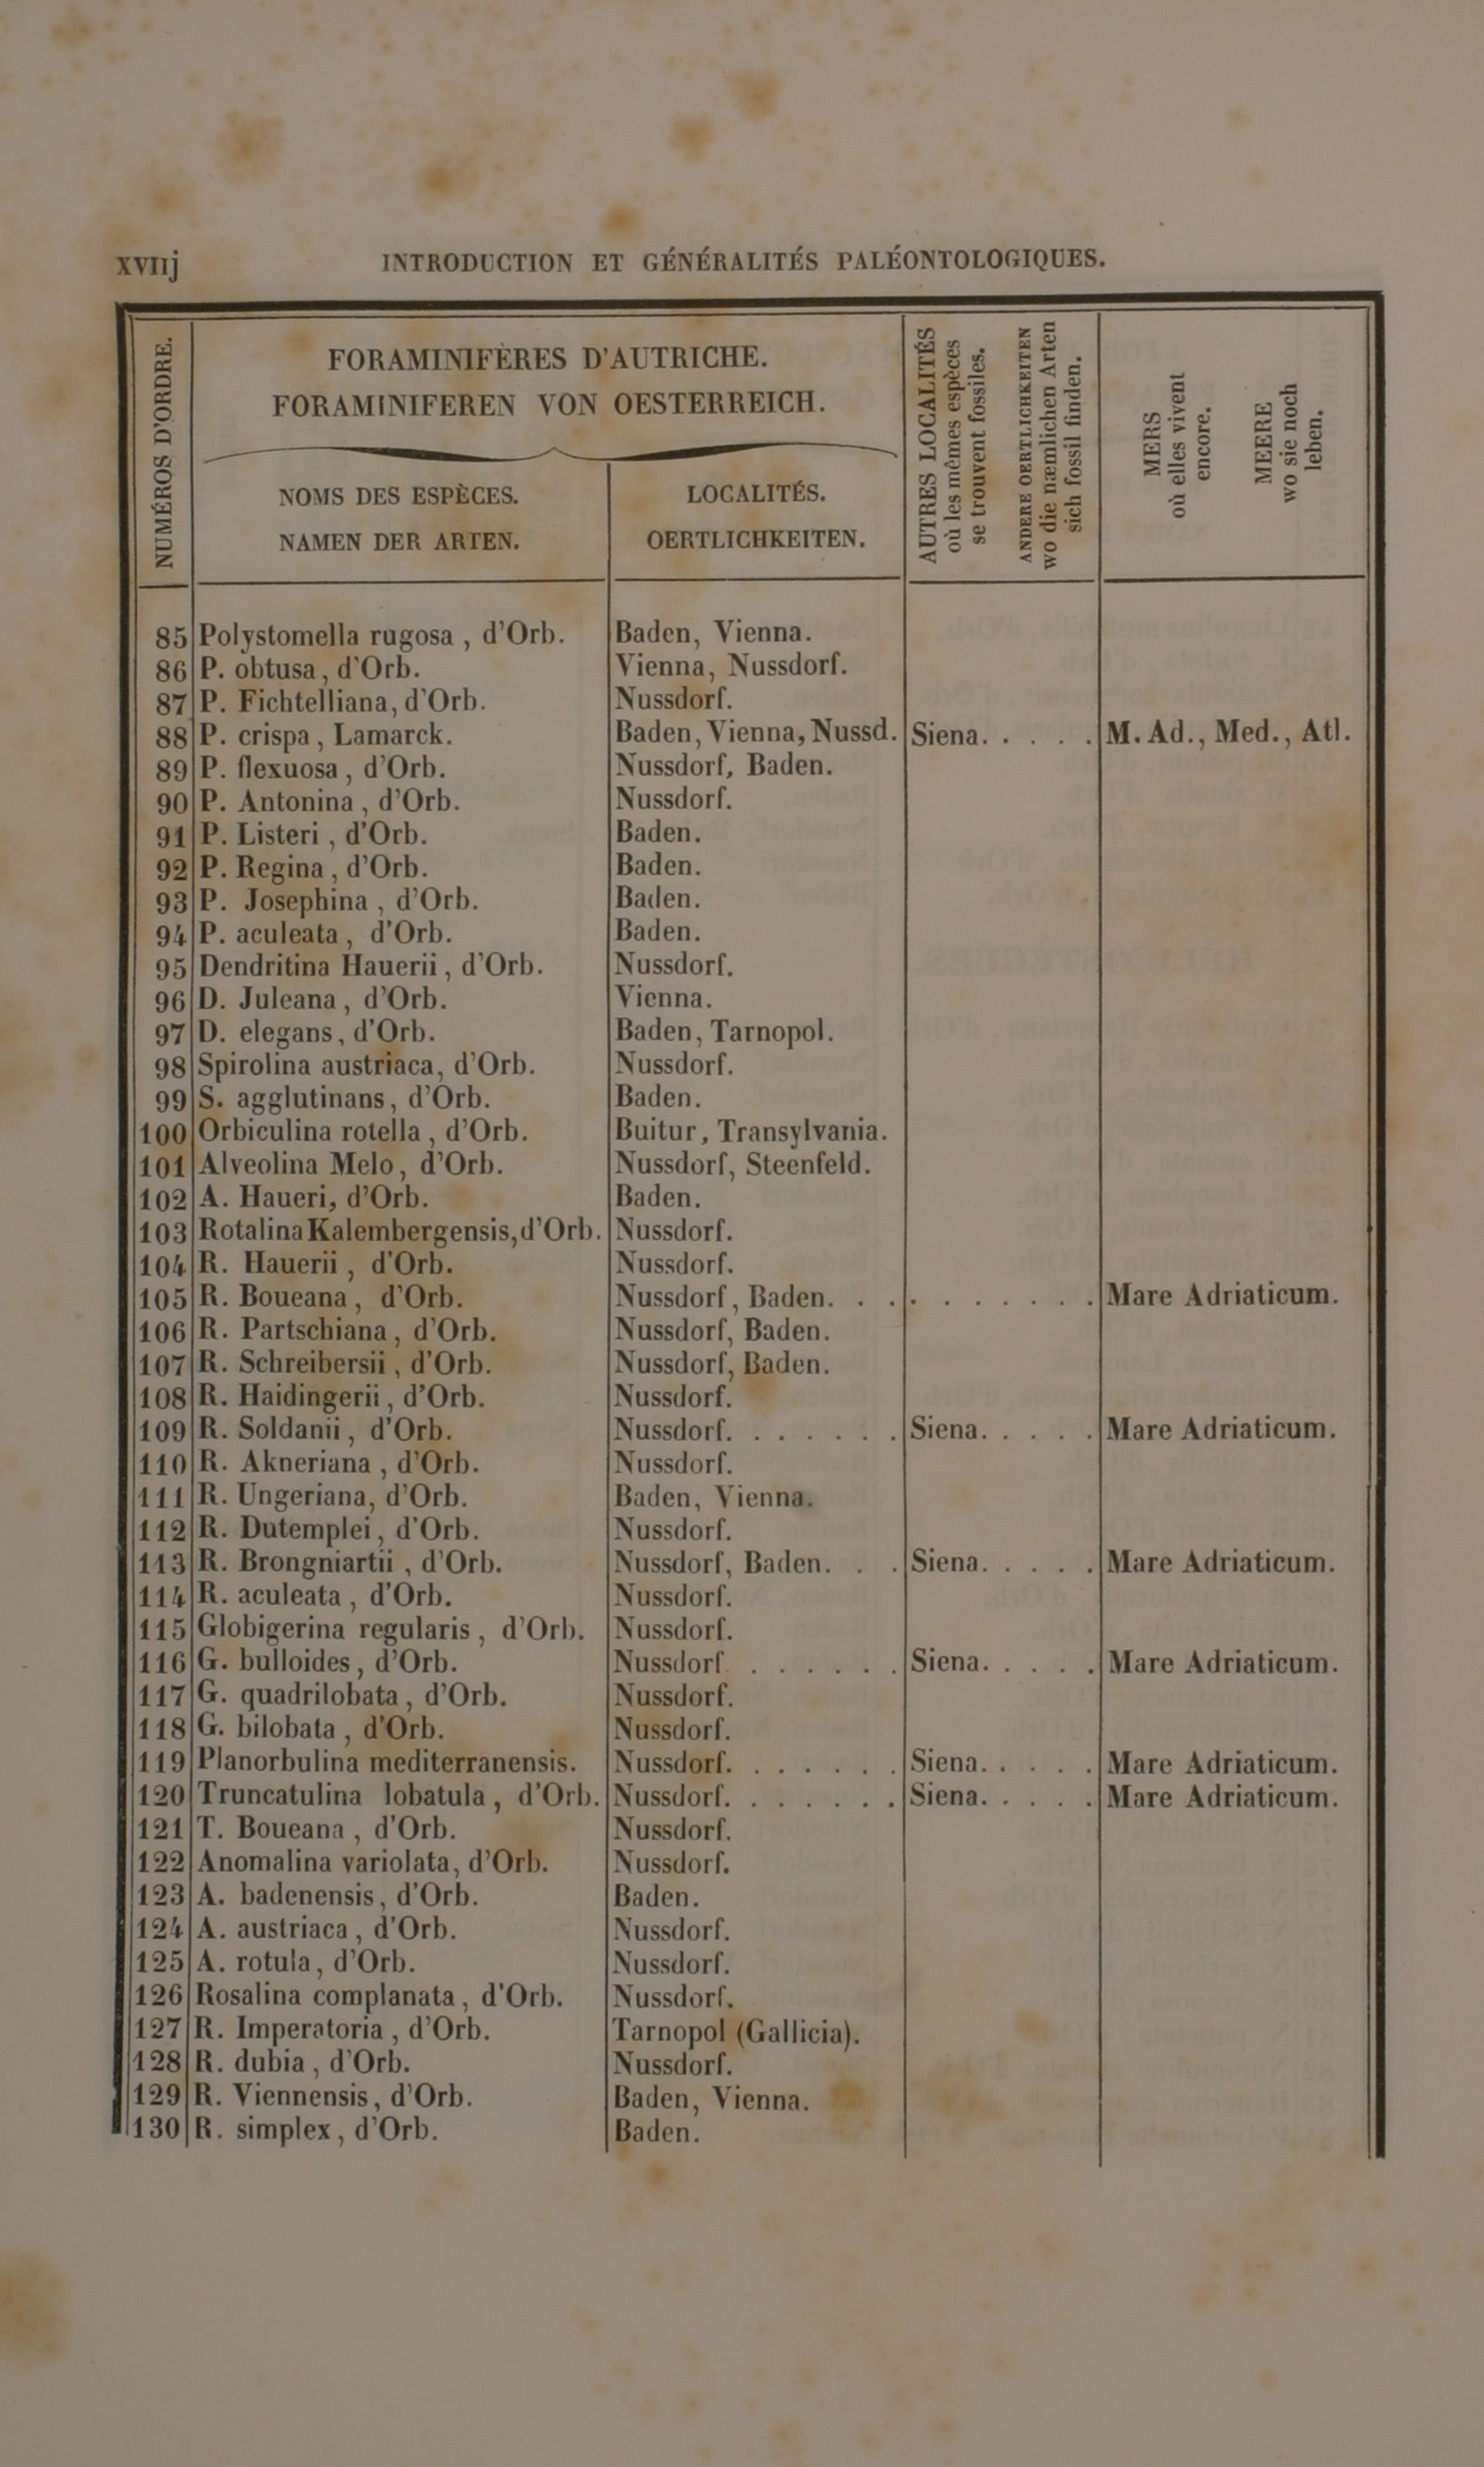 xvIIj
INTRODUCTION ET GÉNÉRALITÉS PALÉONTOLOGIQUES.
NUMÉROS D'ORDRE.
FORAMINIFÈRES D'AUTRICHE.
FORAMINIFEREN VON OESTERREICH.
NOMS DES ESPÈCES.
NAMEN DER ARTEN.
LOCALITÉS.
OERTLICHKEITEN.
AUTRES LOCALITÉS
où les mêmes espèces
se trouvent fossiles.
ANDERE OERTLICHKEITEN
wo die næmlichen Arten
sich fossil finden.
MERS
où elles vivent
encore.
MEERE
wo sie noch
leben.
85 Polystomella rugosa, d'Orb. Baden, Vienna.
86 P. obtusa, d'Orb. Vienna, Nussdorf.
87 P. Fichtelliana, d'Orb. Nussdorf.
88 P. crispa, Lamarck. Baden, Vienna, Nussd. Siena. . . . . M. Ad., Med., Atl.
89 P. flexuosa, d'Orb. Nussdorf, Baden.
90 P. Antonina, d'Orb. Nussdorf.
91 P. Listeri, d'Orb. Baden.
92 P. Regina, d'Orb. Baden.
93 P. Josephina, d'Orb. Baden.
94 P. aculeata, d'Orb. Baden.
95 Dendritina Hauerii, d'Orb. Nussdorf.
96 D. Juleana, d'Orb. Vienna.
97 D. elegans, d'Orb. Baden, Tarnopol.
98 Spirolina austriaca, d'Orb. Nussdorf.
99 S. agglutinans, d'Orb. Baden.
100 Orbiculina rotella, d'Orb. Buitur, Transylvania.
101 Alveolina Melo, d'Orb. Nussdorf, Steenfeld.
102 A. Haueri, d'Orb. Baden.
103 Rotalina Kalembergensis, d'Orb. Nussdorf.
104 R. Hauerii, d'Orb. Nussdorf.
105 R. Boueana, d'Orb. Nussdorf, Baden. . . . . . . . . . Mare Adriaticum.
106 R. Partschiana, d'Orb. Nussdorf, Baden.
107 R. Schreibersii, d'Orb. Nussdorf, Baden.
108 R. Haidingerii, d'Orb. Nussdorf.
109 R. Soldanii, d'Orb. Nussdorf. . . . . . . Siena. . . . . Mare Adriaticum.
110 R. Akneriana, d'Orb. Nussdorf.
111 R. Ungeriana, d'Orb. Baden, Vienna.
112 R. Dutemplei, d'Orb. Nussdorf.
113 R. Brongniartii, d'Orb. Nussdorf, Baden. . . Siena. . . . . Mare Adriaticum.
114 R. aculeata, d'Orb. Nussdorf.
115 Globigerina regularis, d'Orb. Nussdorf.
116 G. bulloides, d'Orb. Nussdorf. . . . . . . Siena. . . . . Mare Adriaticum.
117 G. quadrilobata, d'Orb. Nussdorf.
118 G. bilobata, d'Orb. Nussdorf.
119 Planorbulina mediterranensis. Nussdorf. . . . . . . Siena. . . . . Mare Adriaticum.
120 Truncatulina lobatula, d'Orb. Nussdorf. . . . . . . Siena. . . . . Mare Adriaticum.
121 T. Boueana, d'Orb. Nussdorf.
122 Anomalina variolata, d'Orb. Nussdorf.
123 A. badenensis, d'Orb. Baden.
124 A. austriaca, d'Orb. Nussdorf.
125 A. rotula, d'Orb. Nussdorf.
126 Rosalina complanata, d'Orb. Nussdorf.
127 R. Imperatoria, d'Orb. Tarnopol (Gallicia).
128 R. dubia, d'Orb. Nussdorf.
129 R. Viennensis, d'Orb. Baden, Vienna.
130 R. simplex, d'Orb. Baden.